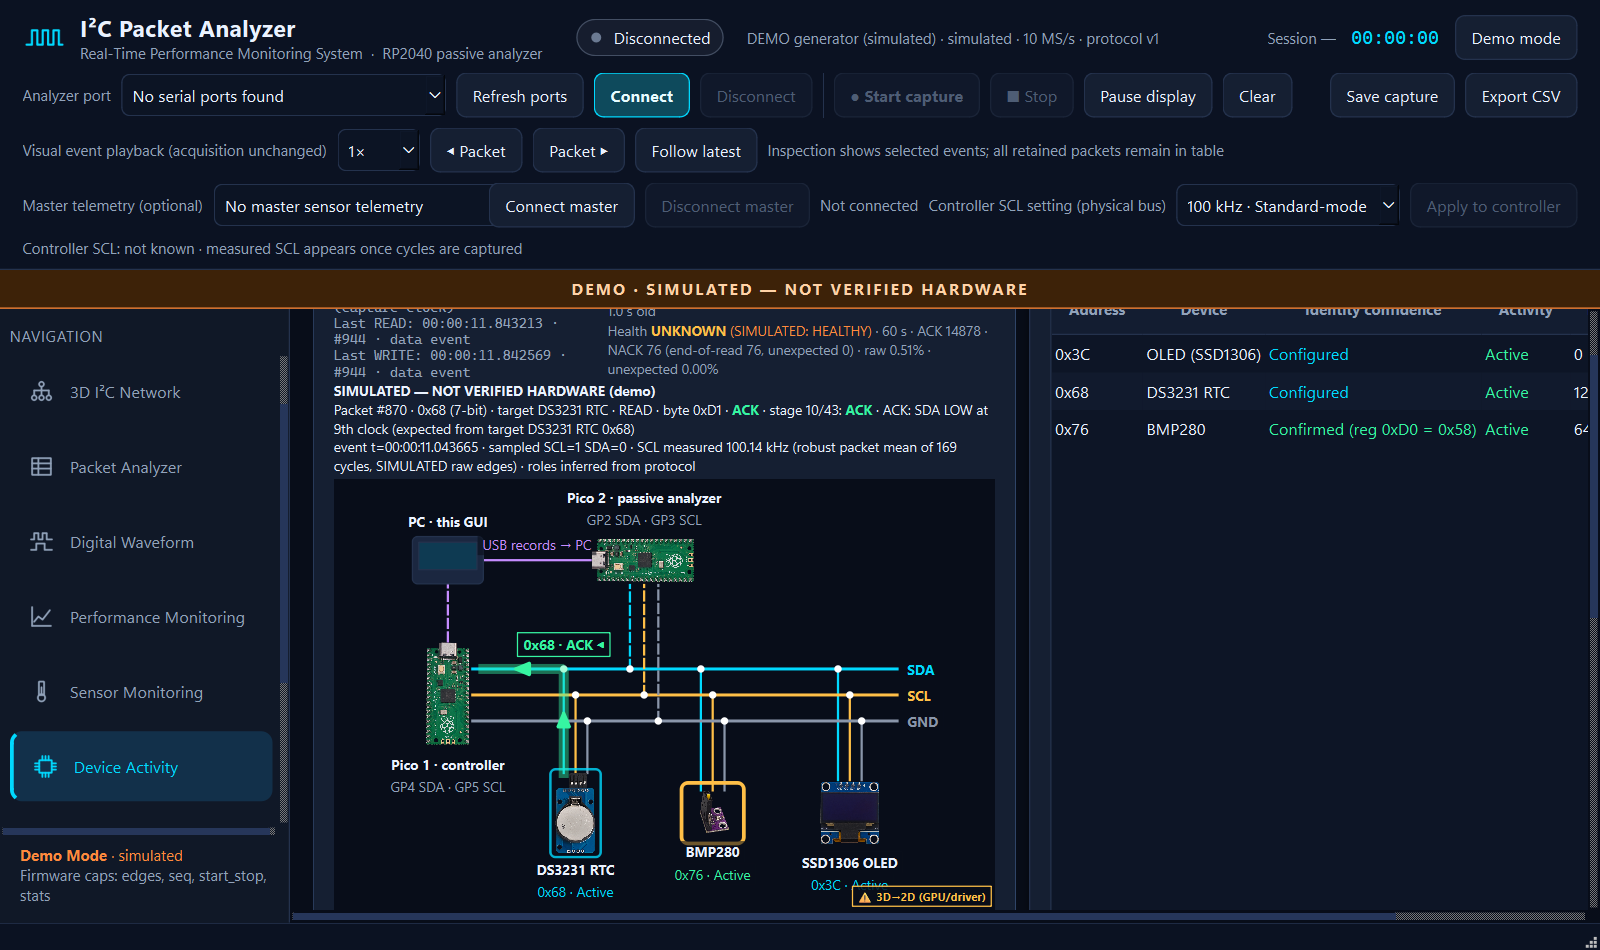 I²C Packet Analyzer
Real-Time Performance Monitoring System · RP2040 passive analyzer
Disconnected
DEMO generator (simulated) · simulated · 10 MS/s · protocol v1
Session — 00:00:00
Demo mode
Analyzer port
No serial ports found
Refresh ports
Connect
Disconnect
● Start capture
■ Stop
Pause display
Clear
Save capture
Export CSV
Visual event playback (acquisition unchanged)
1×
◂ Packet
Packet ▸
Follow latest
Inspection shows selected events; all retained packets remain in table
Master telemetry (optional)
No master sensor telemetry
Connect master
Disconnect master
Not connected
Controller SCL setting (physical bus)
100 kHz · Standard-mode
Apply to controller
Controller SCL: not known · measured SCL appears once cycles are captured
DEMO · SIMULATED — NOT VERIFIED HARDWARE
NAVIGATION
3D I²C Network
Packet Analyzer
Digital Waveform
Performance Monitoring
Sensor Monitoring
Device Activity
Demo Mode · simulated
Firmware caps: edges, seq, start_stop,
stats
(capture clock)
Last READ: 00:00:11.843213 ·
#944 · data event
Last WRITE: 00:00:11.842569 ·
#944 · data event
1.0 s old
Health UNKNOWN (SIMULATED: HEALTHY) · 60 s · ACK 14878 ·
NACK 76 (end-of-read 76, unexpected 0) · raw 0.51% ·
unexpected 0.00%
SIMULATED — NOT VERIFIED HARDWARE (demo)
Packet #870 · 0x68 (7-bit) · target DS3231 RTC · READ · byte 0xD1 · ACK · stage 10/43: ACK · ACK: SDA LOW at
9th clock (expected from target DS3231 RTC 0x68)
event t=00:00:11.043665 · sampled SCL=1 SDA=0 · SCL measured 100.14 kHz (robust packet mean of 169
cycles, SIMULATED raw edges) · roles inferred from protocol
Pico 2 · passive analyzer
GP2 SDA · GP3 SCL
PC · this GUI
USB records → PC
0x68 · ACK ◂
SDA
SCL
GND
Pico 1 · controller
GP4 SDA · GP5 SCL
DS3231 RTC
0x68 · Active
BMP280
0x76 · Active
SSD1306 OLED
0x3C · Active
⚠ 3D→2D (GPU/driver)
Address Device Identity confidence Activity
0x3C OLED (SSD1306) Configured Active 0
0x68 DS3231 RTC Configured Active 12
0x76 BMP280 Confirmed (reg 0xD0 = 0x58) Active 64